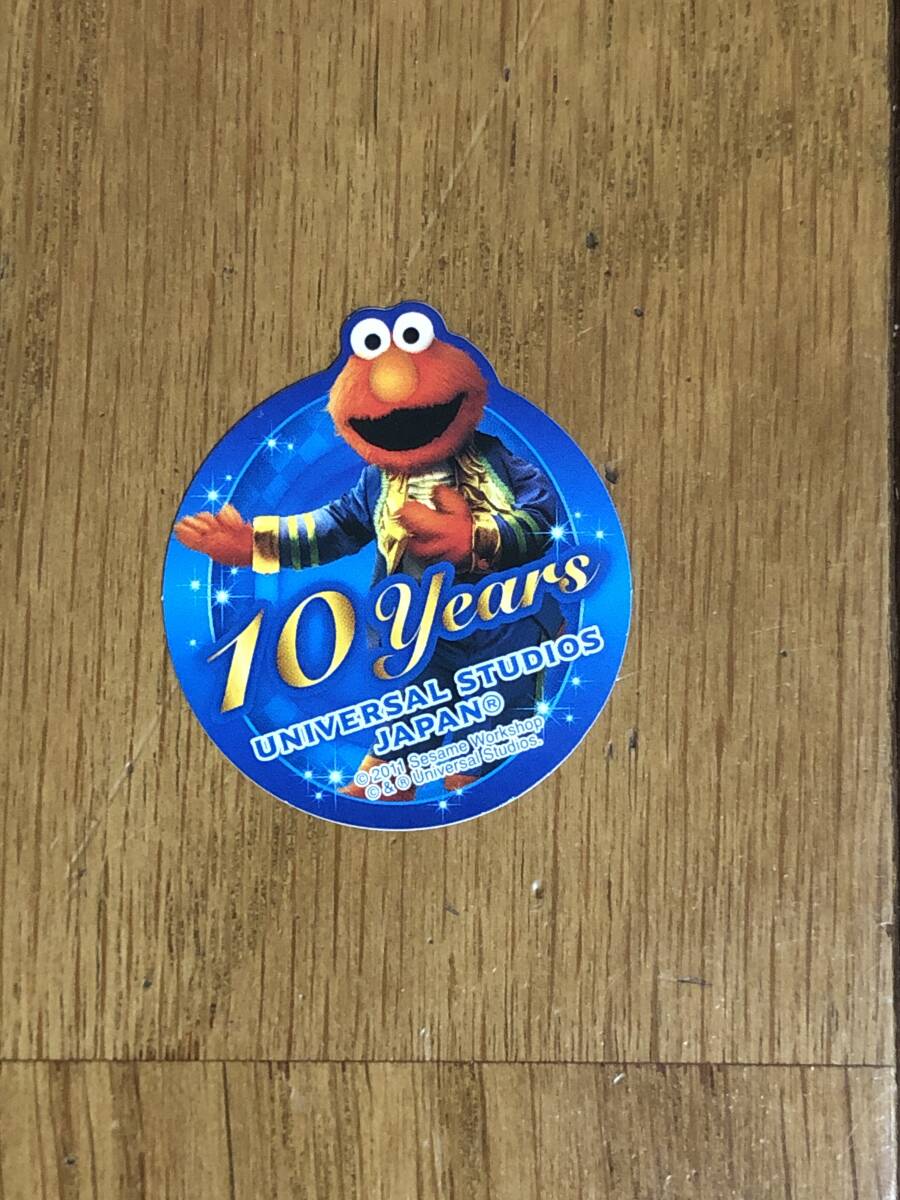 10 Years
UNIVERSAL STUDIOS
JAPAN®
© 2011 Sesame Workshop
© & ® Universal Studios.